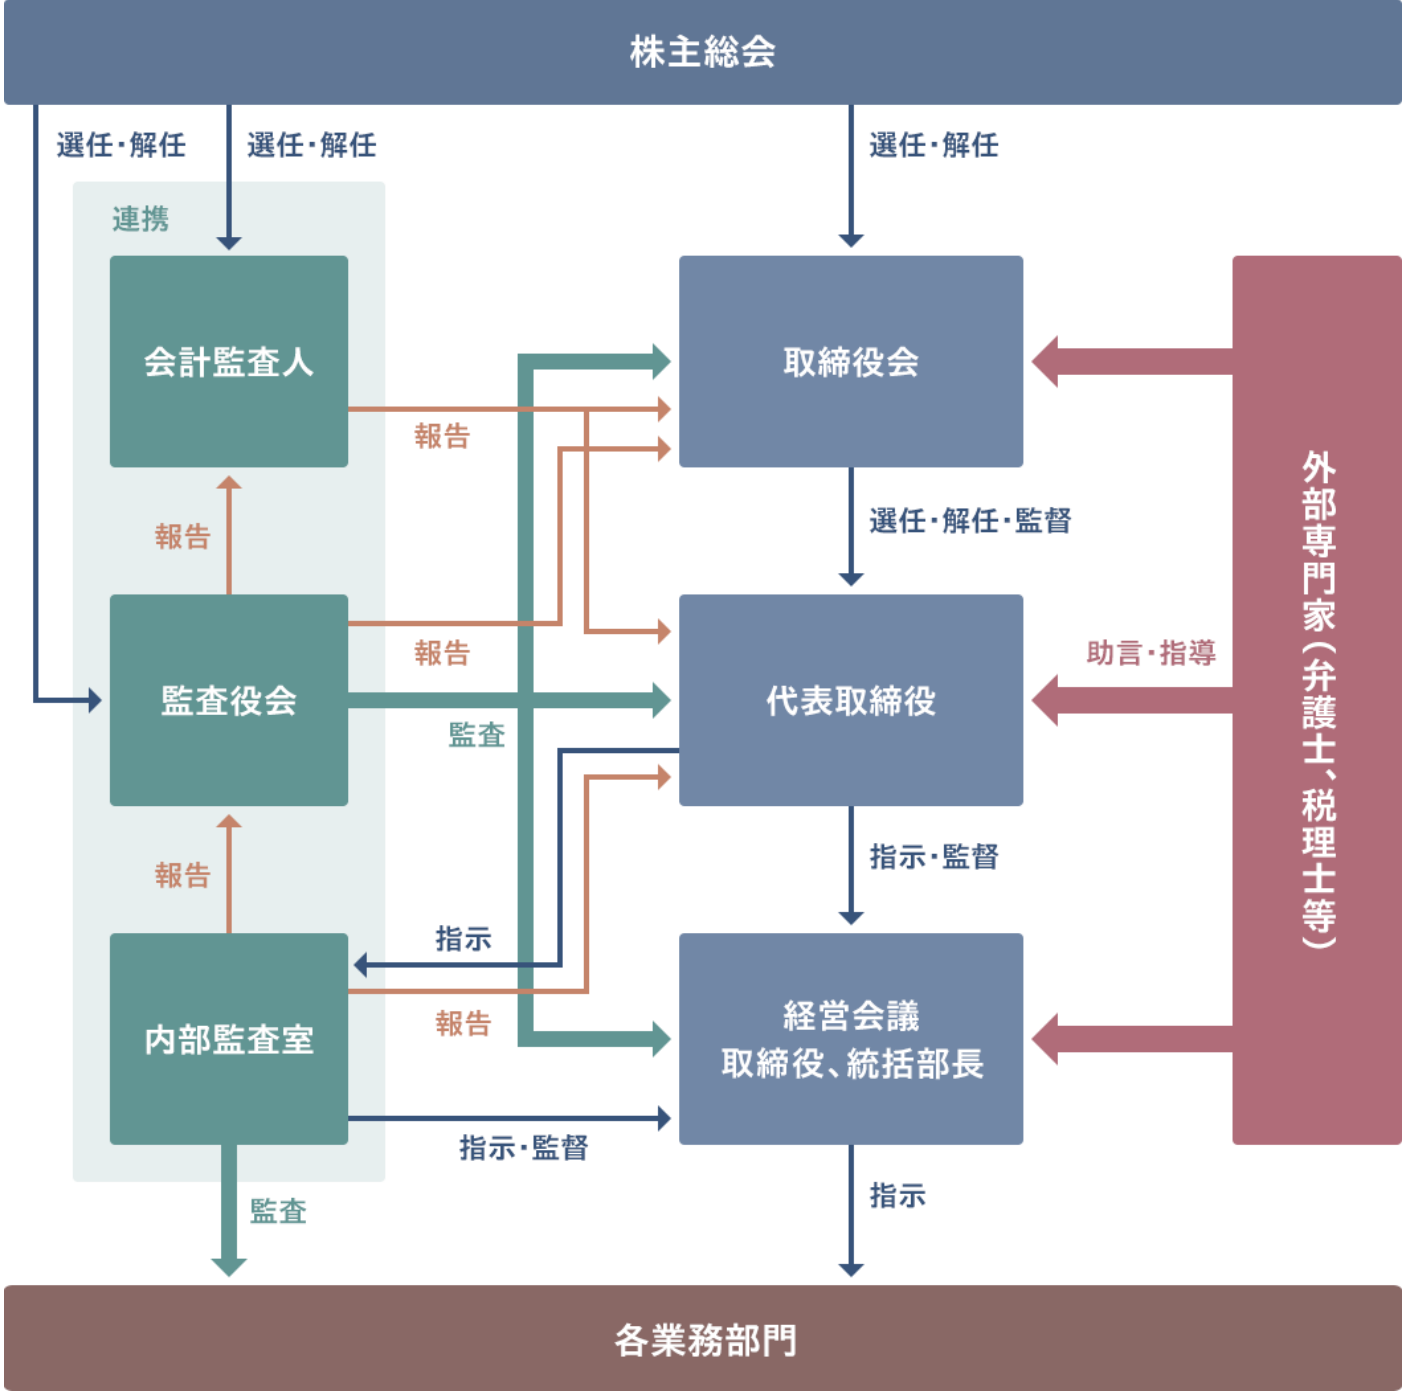 株主総会
選任・解任
選任・解任
選任・解任
連携
会計監査人
取締役会
報告
報告
選任・解任・監督
監査役会
報告
監査
代表取締役
助言・指導
外部専門家（弁護士、税理士等）
報告
指示・監督
指示
内部監査室
報告
経営会議
取締役、統括部長
指示・監督
監査
指示
各業務部門